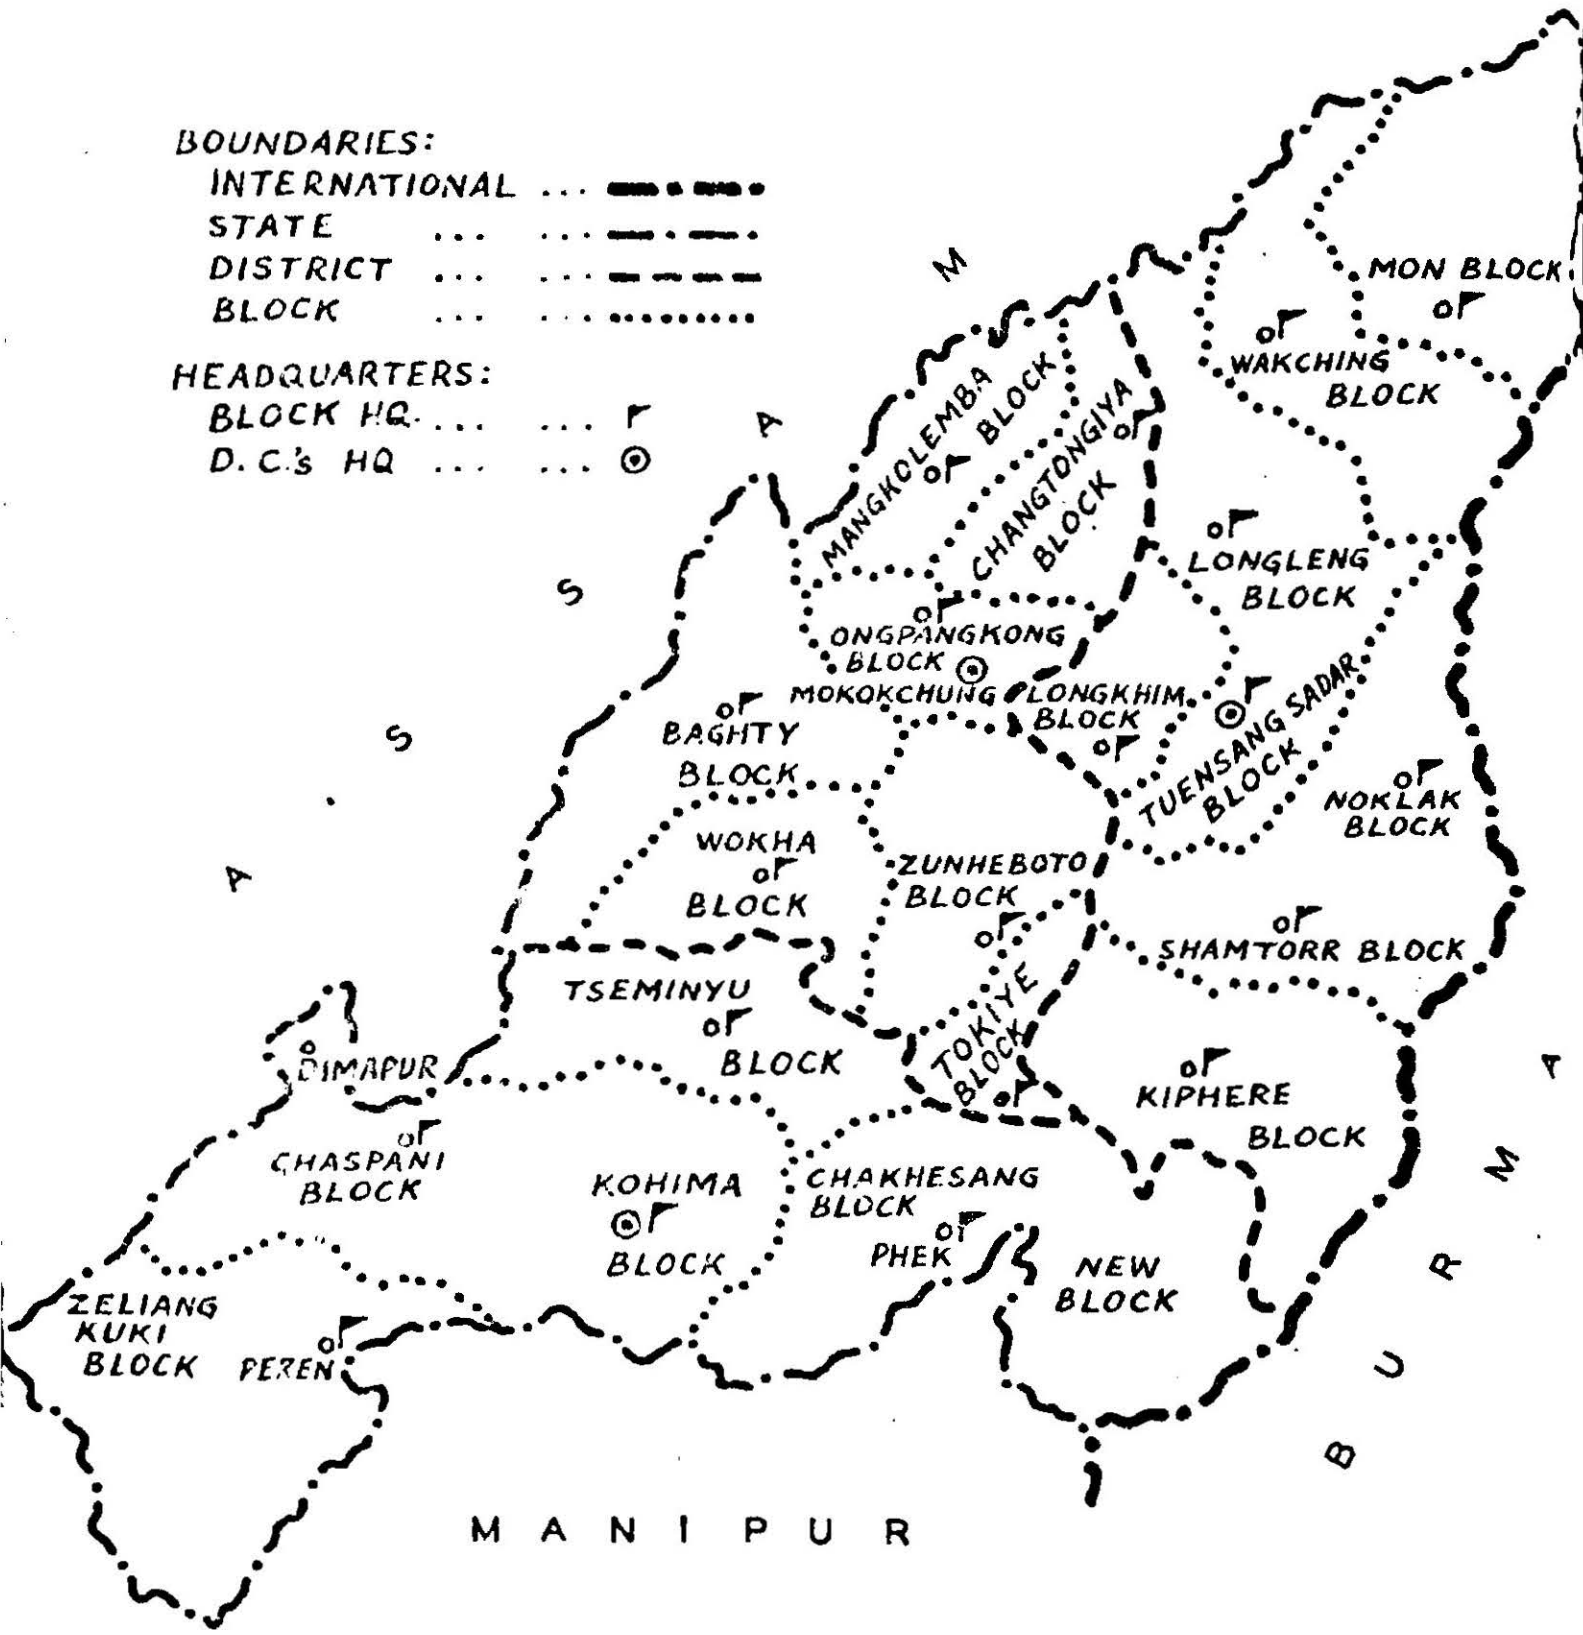 BOUNDARIES:
INTERNATIONAL ...
STATE ... ...
DISTRICT ... ...
BLOCK ... ...
HEADQUARTERS:
BLOCK HQ. ... ...
D.C.'s HQ ... ...
A S S A M
MON BLOCK
WAKCHING
BLOCK
MANGKOLEMBA
BLOCK
CHANGTONGIYA
BLOCK
LONGLENG
BLOCK
ONGPANGKONG
BLOCK
MOKOKCHUNG
LONGKHIM
BLOCK
TUENSANG SADAR
BLOCK
BAGHTY
BLOCK
NOKLAK
BLOCK
WOKHA
BLOCK
ZUNHEBOTO
BLOCK
SHAMTORR BLOCK
TSEMINYU
BLOCK
TOKIYE
BLOCK
DIMAPUR
KIPHERE
BLOCK
CHASPANI
BLOCK
KOHIMA
BLOCK
CHAKHESANG
BLOCK
PHEK
NEW
BLOCK
ZELIANG
KUKI
BLOCK
PEREN
BURMA
MANIPUR